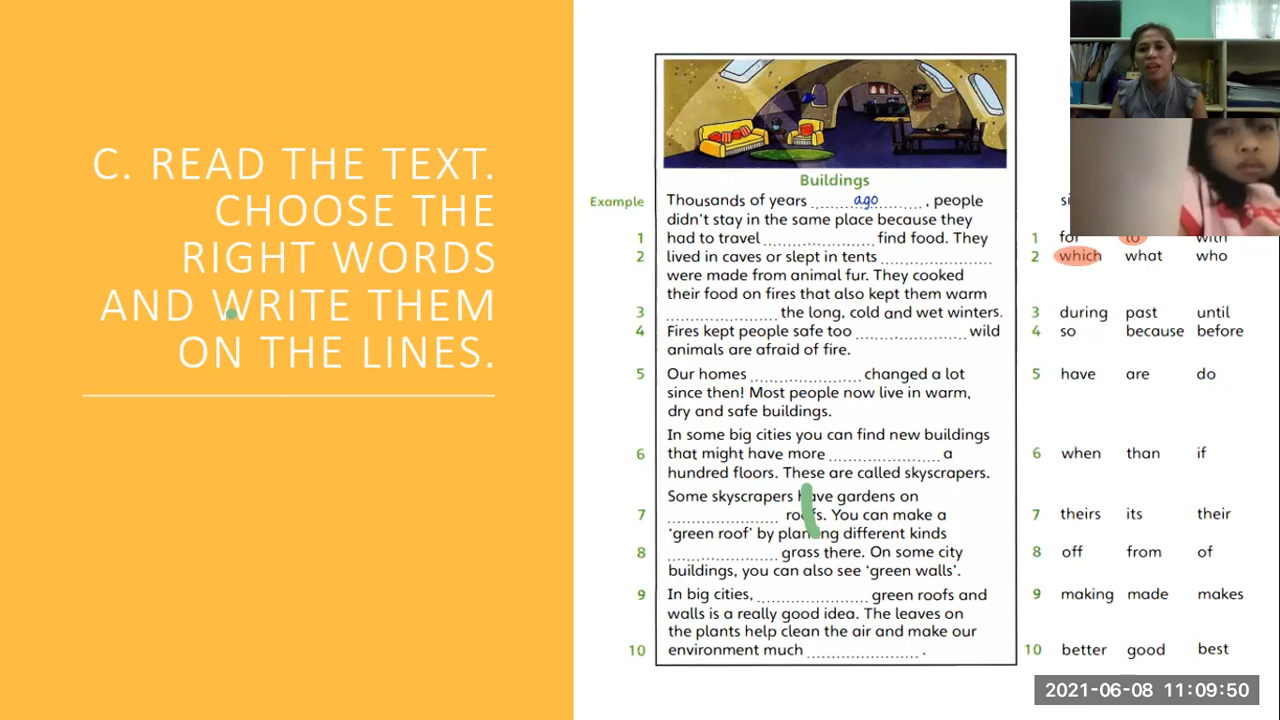 C. READ THE TEXT.
CHOOSE THE
RIGHT WORDS
AND WRITE THEM
ON THE LINES.
Buildings
Example Thousands of years ago, people
didn't stay in the same place because they
1 had to travel .................... find food. They
2 lived in caves or slept in tents ....................
were made from animal fur. They cooked
their food on fires that also kept them warm
3 .................... the long, cold and wet winters.
4 Fires kept people safe too .................... wild
animals are afraid of fire.
5 Our homes .................... changed a lot
since then! Most people now live in warm,
dry and safe buildings.
In some big cities you can find new buildings
6 that might have more .................... a
hundred floors. These are called skyscrapers.
Some skyscrapers have gardens on
7 .................... roofs. You can make a
'green roof' by planting different kinds
8 .................... grass there. On some city
buildings, you can also see 'green walls'.
9 In big cities, .................... green roofs and
walls is a really good idea. The leaves on
the plants help clean the air and make our
10 environment much .................... .
1 for to with
2 which what who
3 during past until
4 so because before
5 have are do
6 when than if
7 theirs its their
8 off from of
9 making made makes
10 better good best
2021-06-08 11:09:50